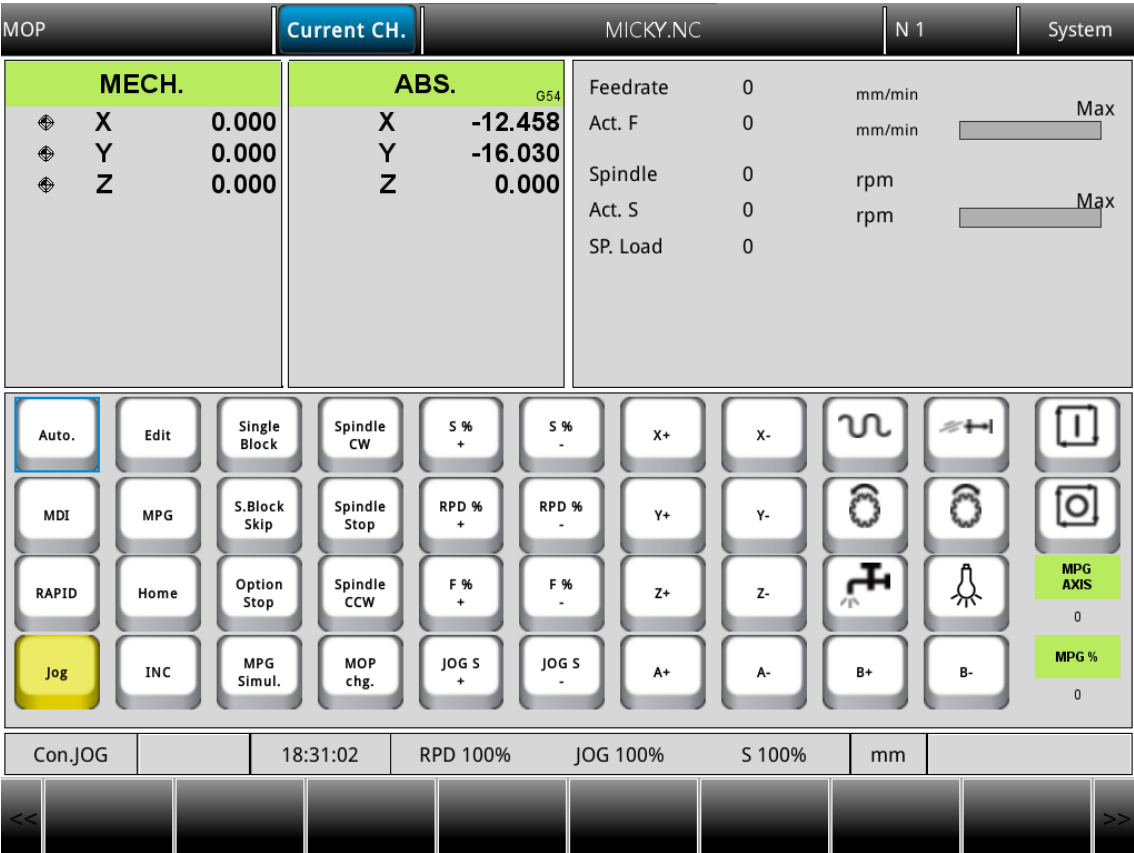 MOP Current CH. MICKY.NC N 1 System
MECH.
X 0.000
Y 0.000
Z 0.000
ABS. G54
X -12.458
Y -16.030
Z 0.000
Feedrate 0 mm/min Max
Act. F 0 mm/min
Spindle 0 rpm Max
Act. S 0 rpm
SP. Load 0
Auto.
Edit
Single
Block
Spindle
CW
S %
+
S %
-
X+
X-
MDI
MPG
S.Block
Skip
Spindle
Stop
RPD %
+
RPD %
-
Y+
Y-
RAPID
Home
Option
Stop
Spindle
CCW
F %
+
F %
-
Z+
Z-
MPG
AXIS
0
Jog
INC
MPG
Simul.
MOP
chg.
JOG S
+
JOG S
-
A+
A-
B+
B-
MPG %
0
Con.JOG 18:31:02 RPD 100% JOG 100% S 100% mm
<< >>